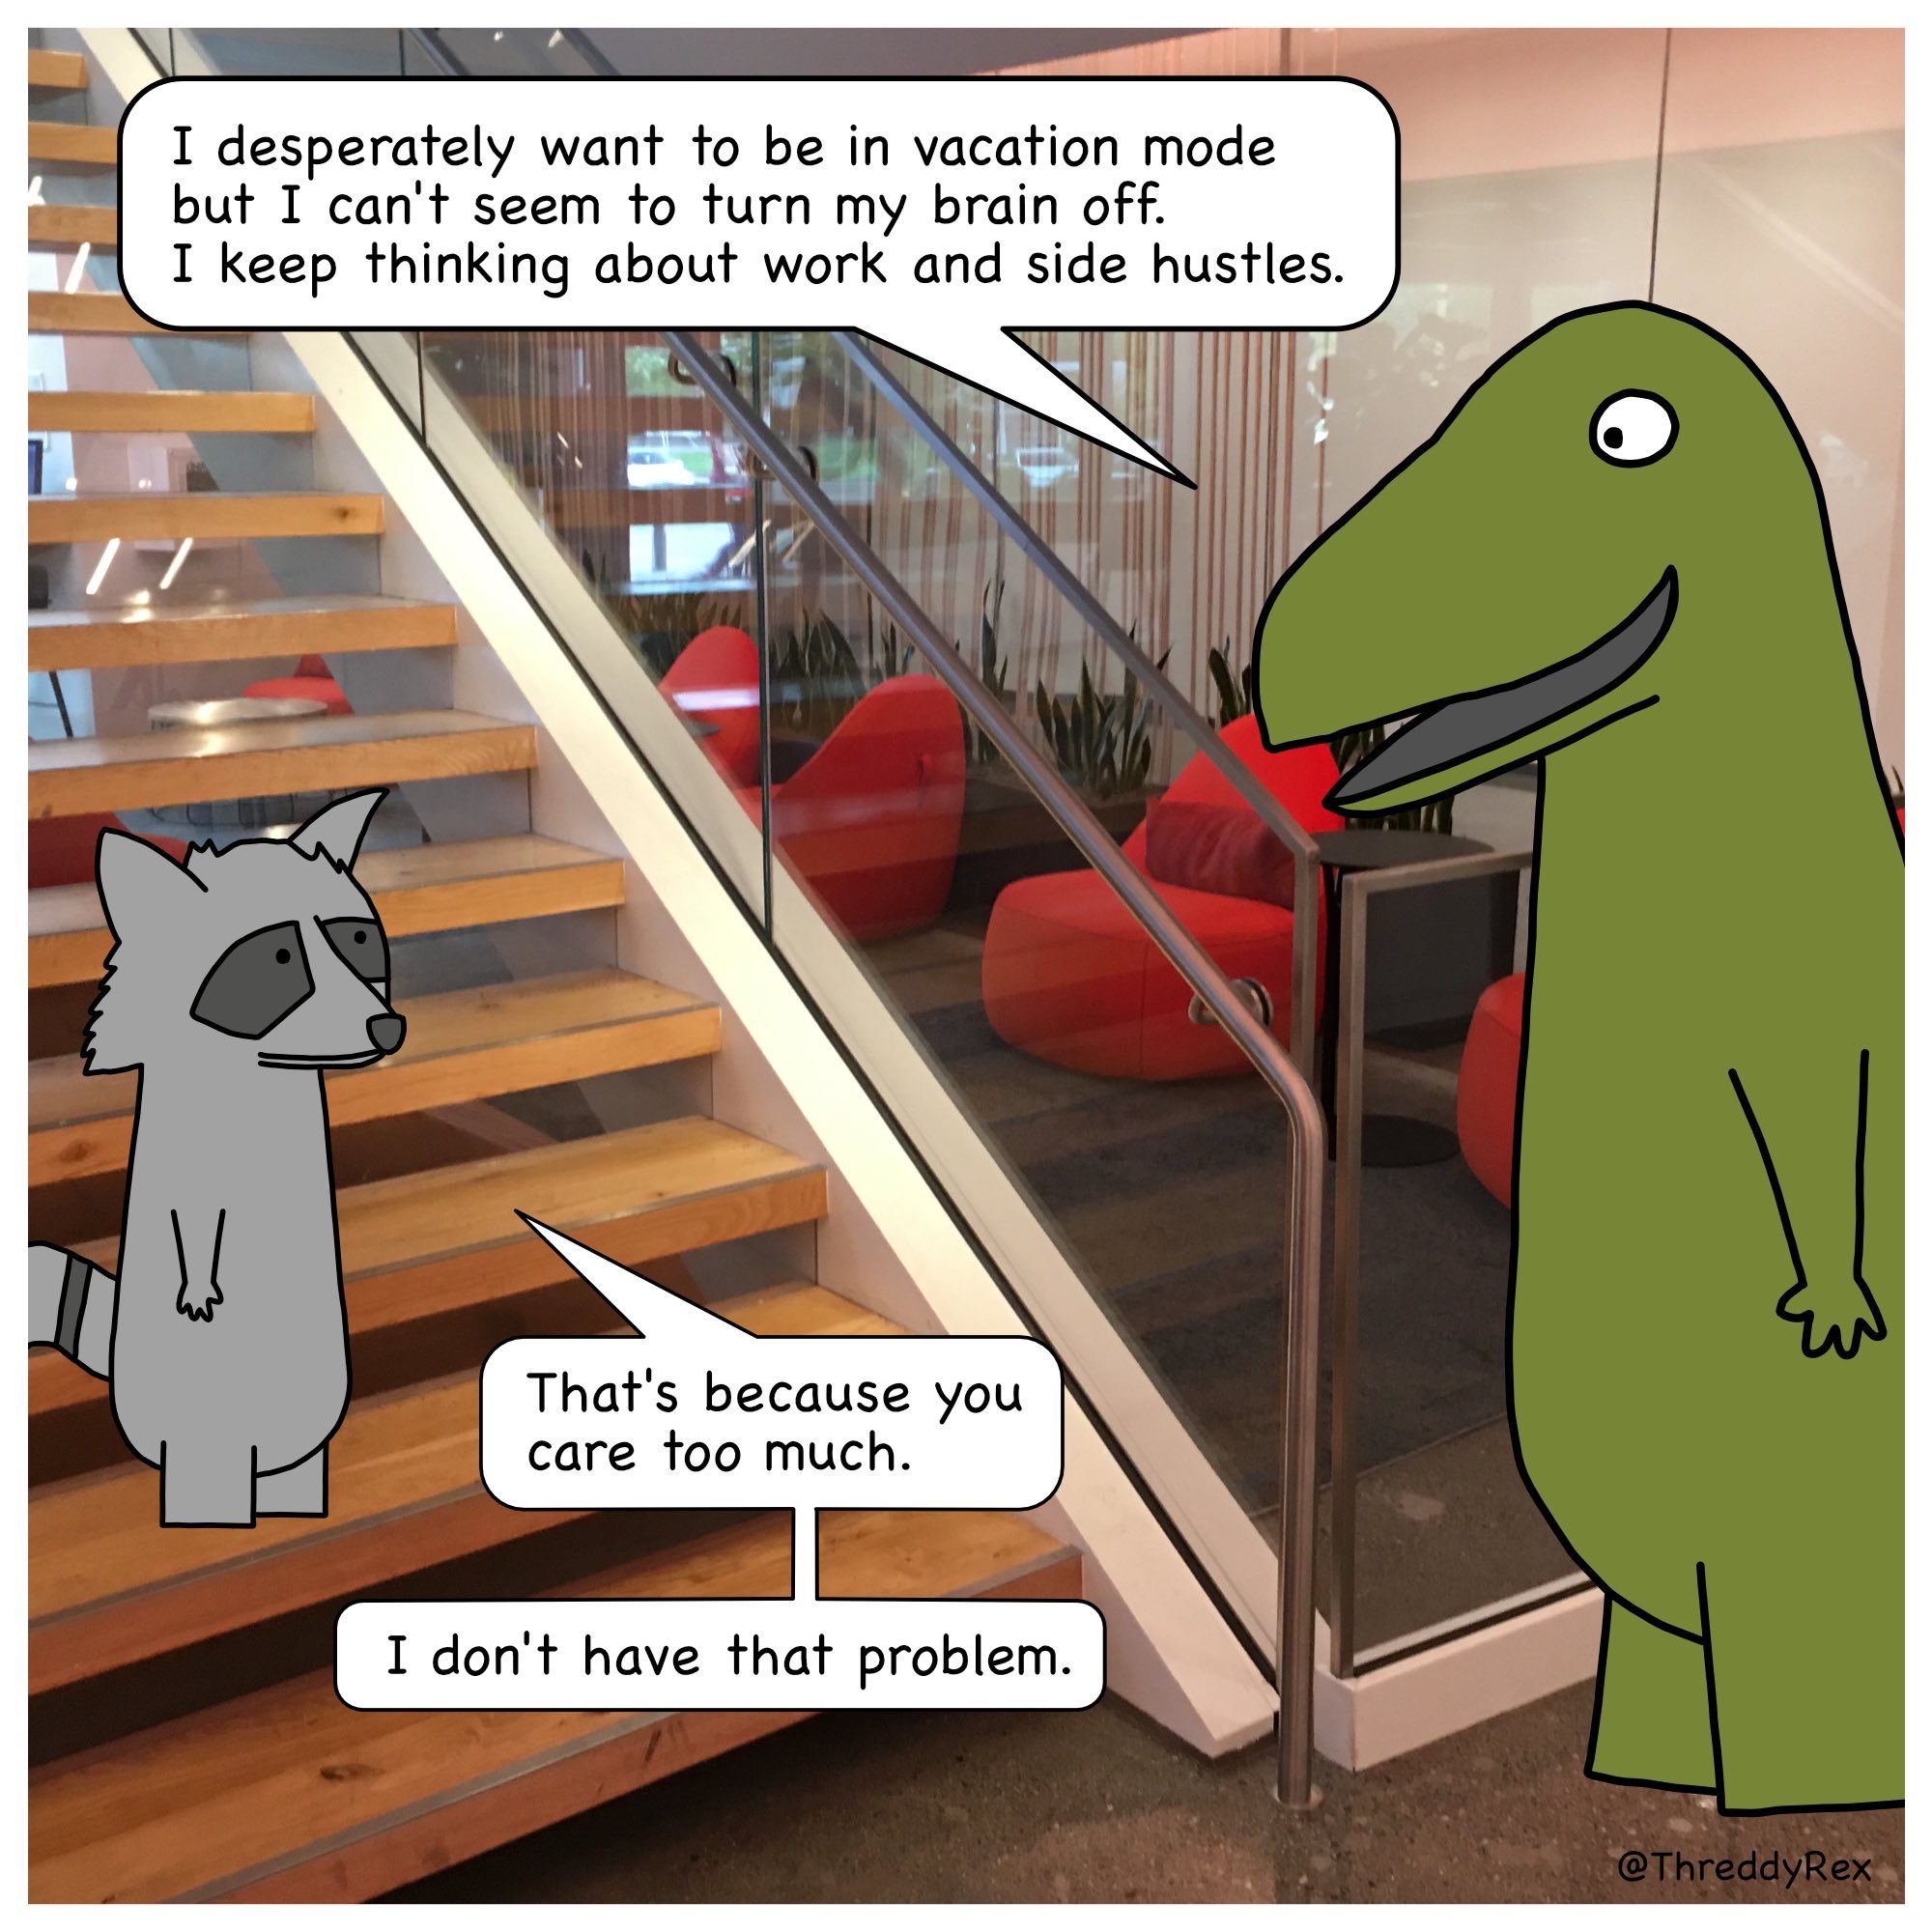 I desperately want to be in vacation mode
but I can't seem to turn my brain off.
I keep thinking about work and side hustles.
That's because you
care too much.
I don't have that problem.
@ThreddyRex